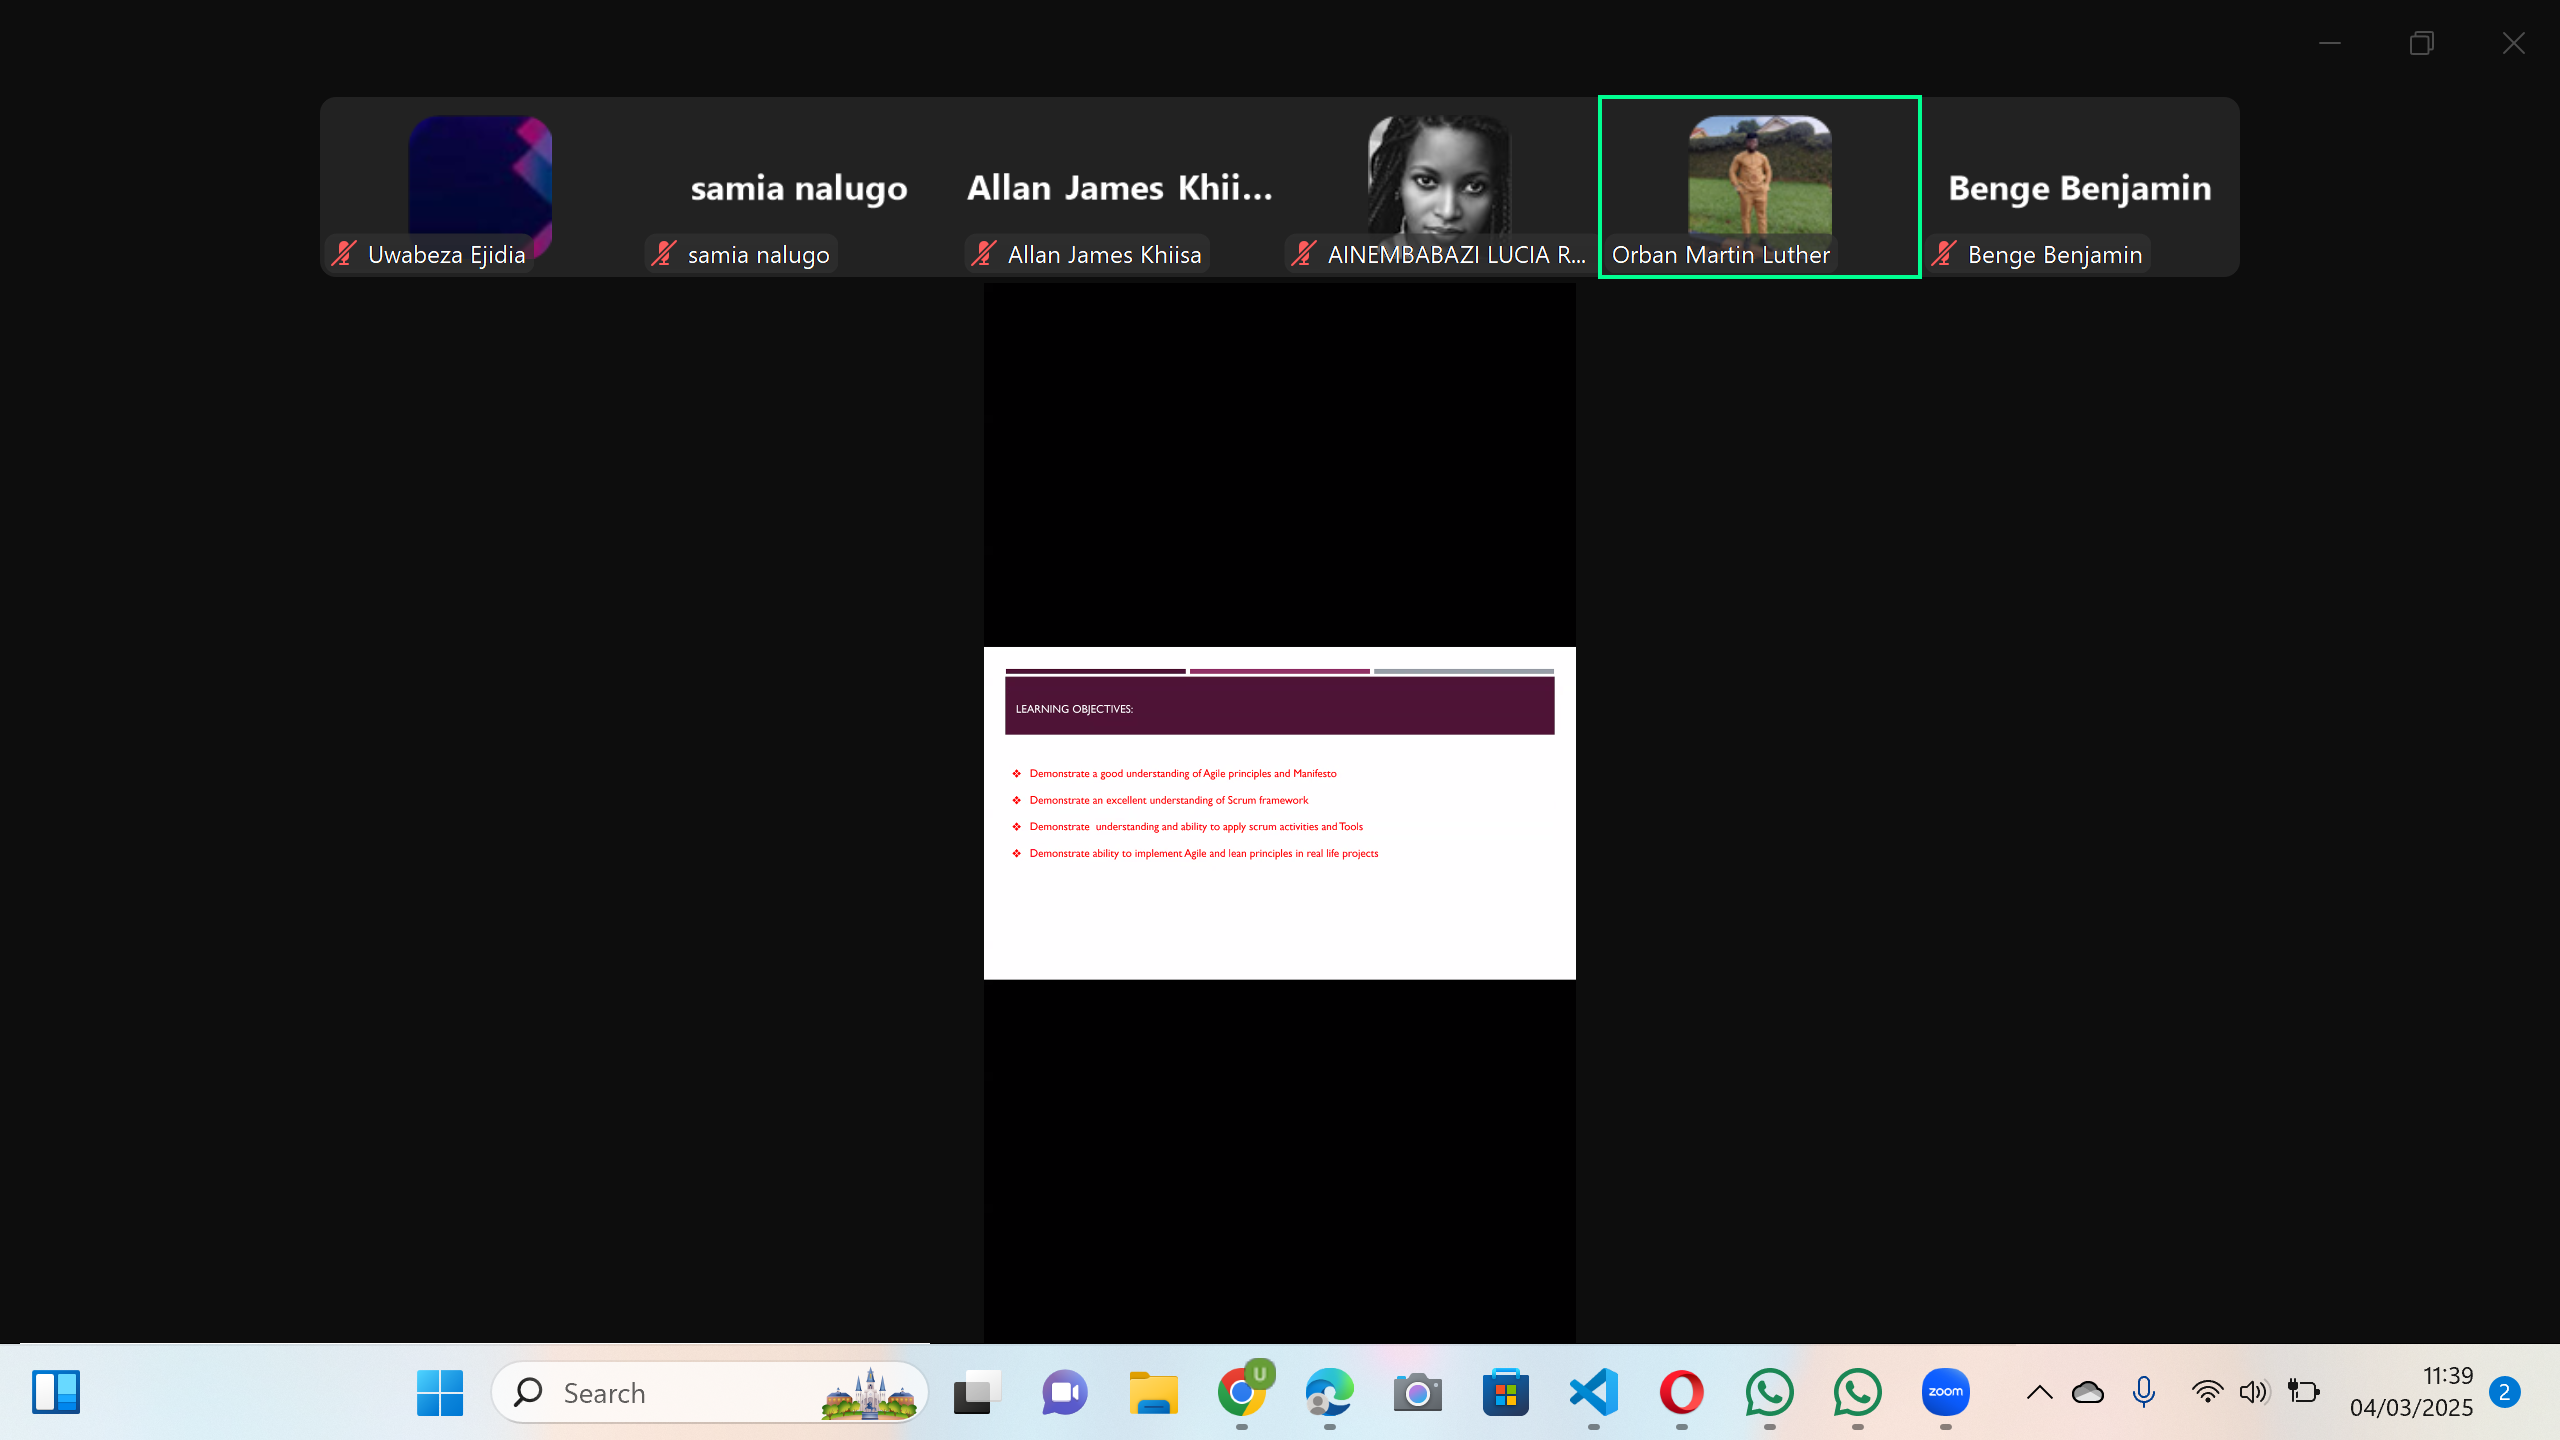 samia nalugo
Allan James Khii...
Benge Benjamin
Uwabeza Ejidia
samia nalugo
Allan James Khiisa
AINEMBABAZI LUCIA R...
Orban Martin Luther
Benge Benjamin
LEARNING OBJECTIVES:
❖ Demonstrate a good understanding of Agile principles and Manifesto
❖ Demonstrate an excellent understanding of Scrum framework
❖ Demonstrate understanding and ability to apply scrum activities and Tools
❖ Demonstrate ability to implement Agile and lean principles in real life projects
Search
U
zoom
11:39
04/03/2025
2